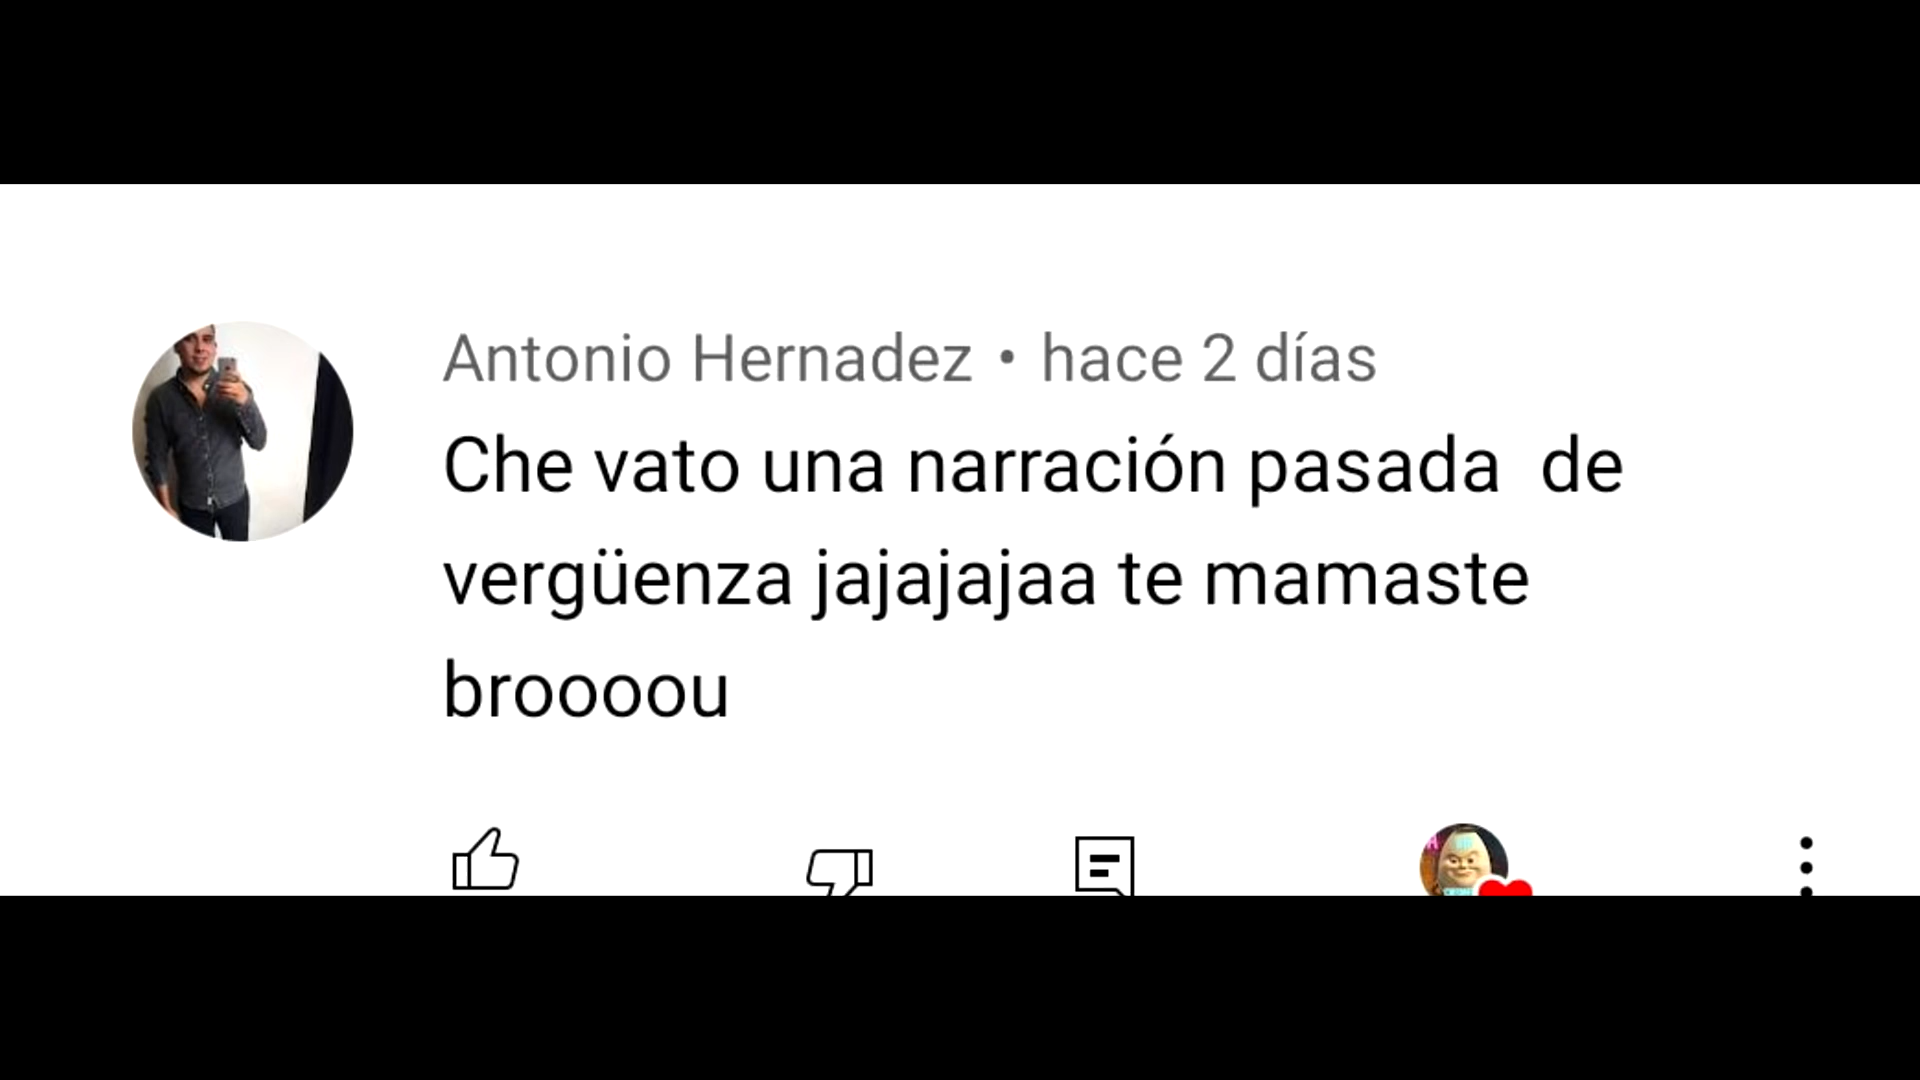 Antonio Hernadez • hace 2 días
Che vato una narración pasada  de
vergüenza jajajajaa te mamaste
broooou